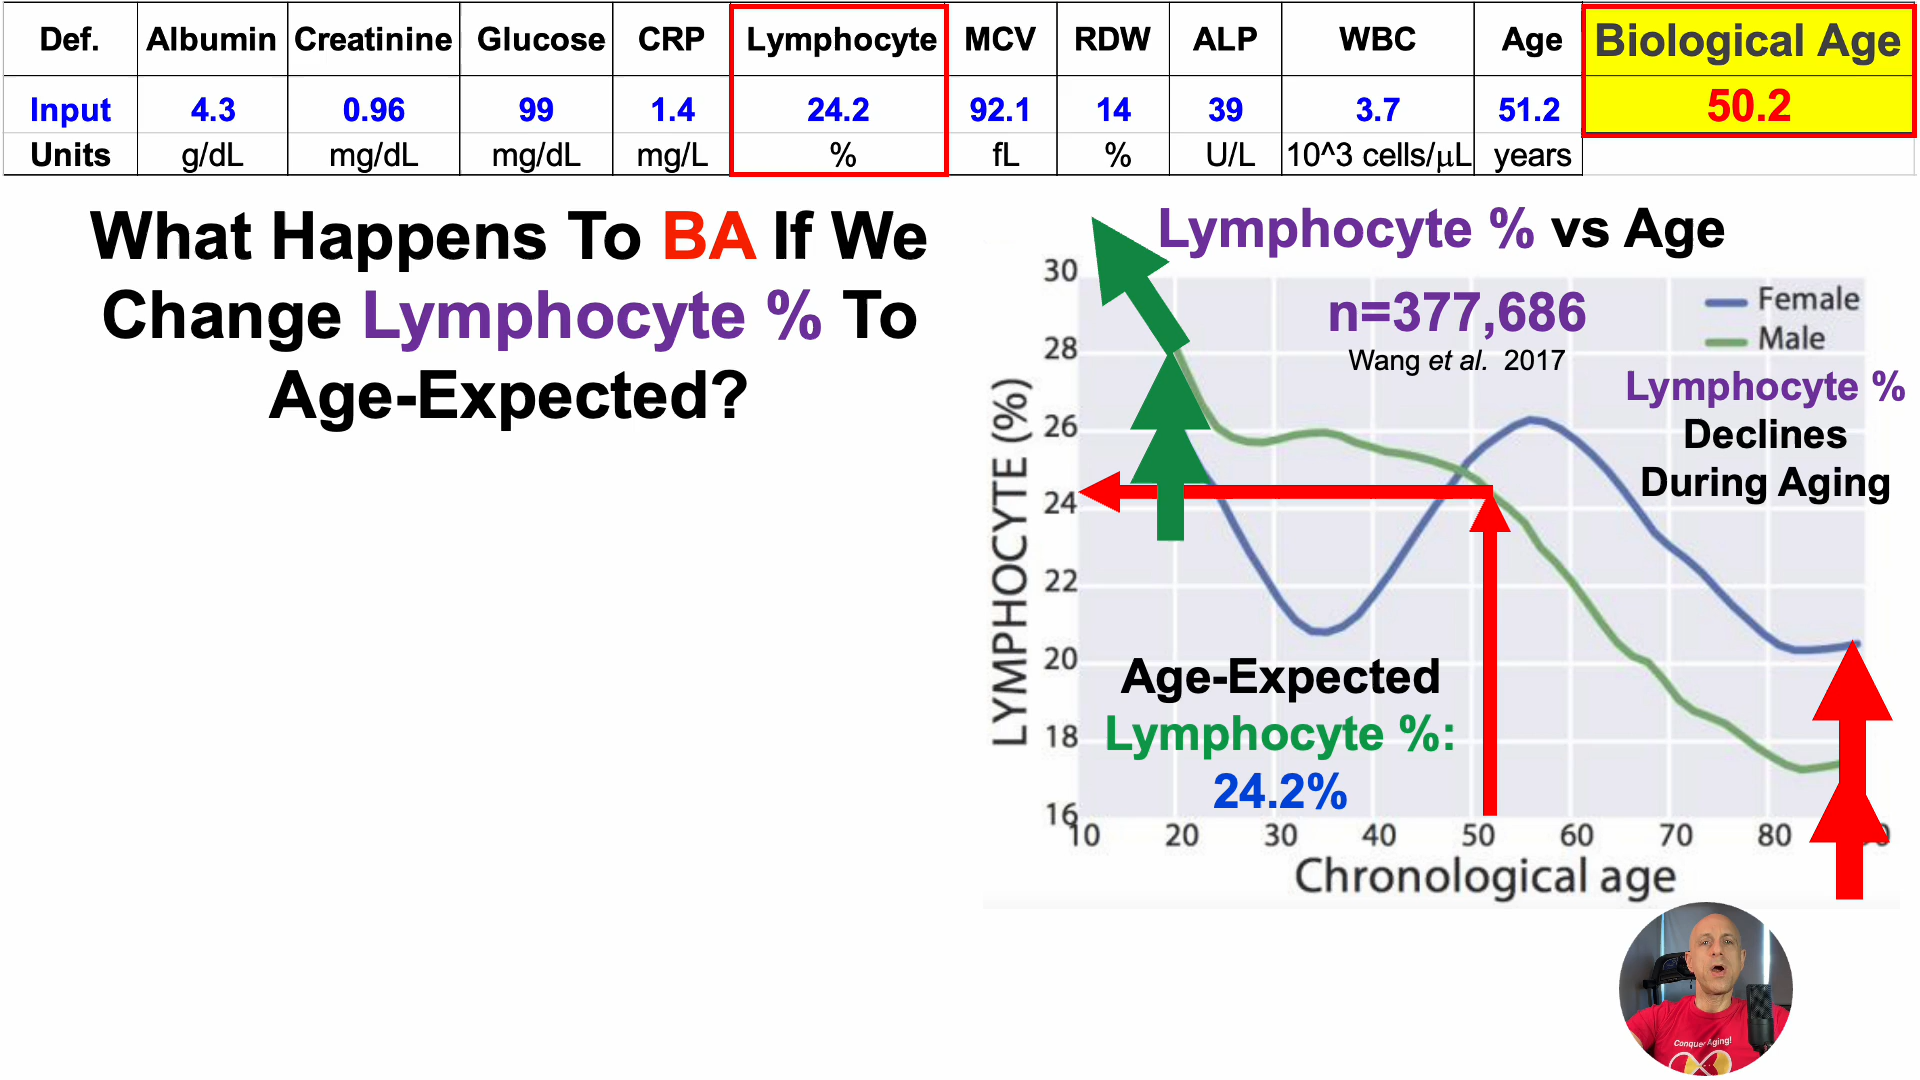 Def. Albumin Creatinine Glucose CRP Lymphocyte MCV RDW ALP WBC Age Biological Age
Input 4.3 0.96 99 1.4 24.2 92.1 14 39 3.7 51.2 50.2
Units g/dL mg/dL mg/dL mg/L % fL % U/L 10^3 cells/μL years
What Happens To BA If We
Change Lymphocyte % To
Age-Expected?
Lymphocyte % vs Age
n=377,686
Wang et al. 2017
Female
Male
Lymphocyte %
Declines
During Aging
LYMPHOCYTE (%)
30
28
26
24
22
20
18
16
Age-Expected
Lymphocyte %:
24.2%
10 20 30 40 50 60 70 80
Chronological age
Conquer Aging!